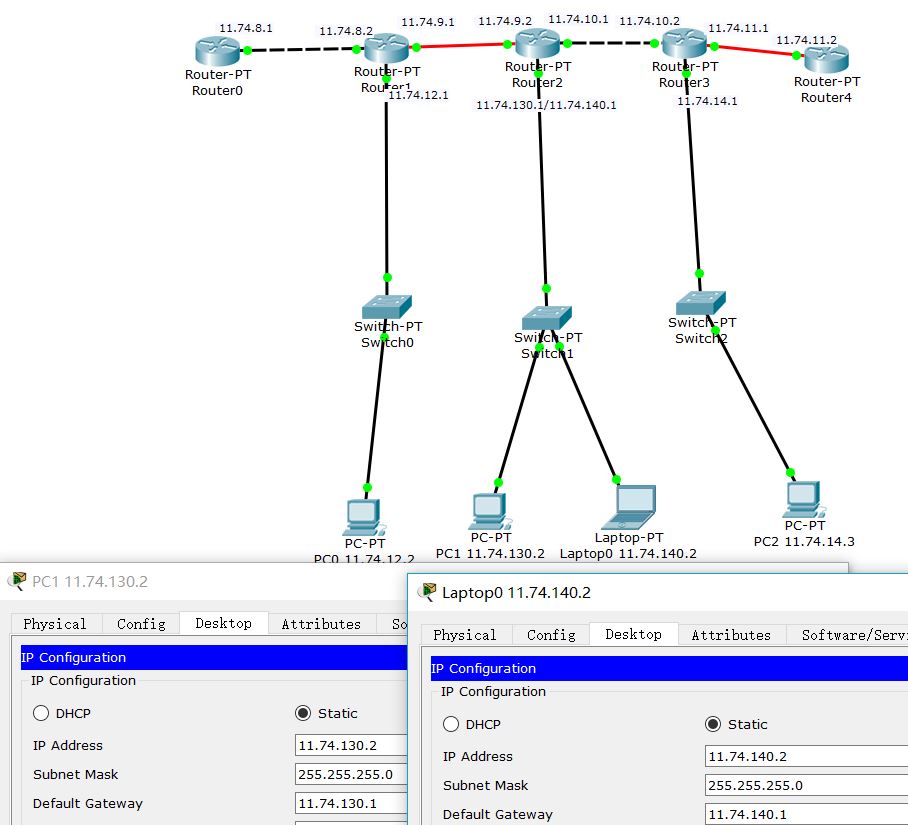 11.74.8.1
11.74.8.2
11.74.9.1
11.74.9.2
11.74.10.1
11.74.10.2
11.74.11.1
11.74.11.2
Router-PT
Router0
Router-PT
Router1
Router-PT
Router2
Router-PT
Router3
Router-PT
Router4
11.74.12.1
11.74.130.1/11.74.140.1
11.74.14.1
Switch-PT
Switch0
Switch-PT
Switch1
Switch-PT
Switch2
PC-PT
PC0 11.74.12.2
PC-PT
PC1 11.74.130.2
Laptop-PT
Laptop0 11.74.140.2
PC-PT
PC2 11.74.14.3
PC1 11.74.130.2
Physical Config Desktop Attributes So
IP Configuration
IP Configuration
DHCP Static
IP Address 11.74.130.2
Subnet Mask 255.255.255.0
Default Gateway 11.74.130.1
Laptop0 11.74.140.2
Physical Config Desktop Attributes Software/Servi
IP Configuration
IP Configuration
DHCP Static
IP Address 11.74.140.2
Subnet Mask 255.255.255.0
Default Gateway 11.74.140.1